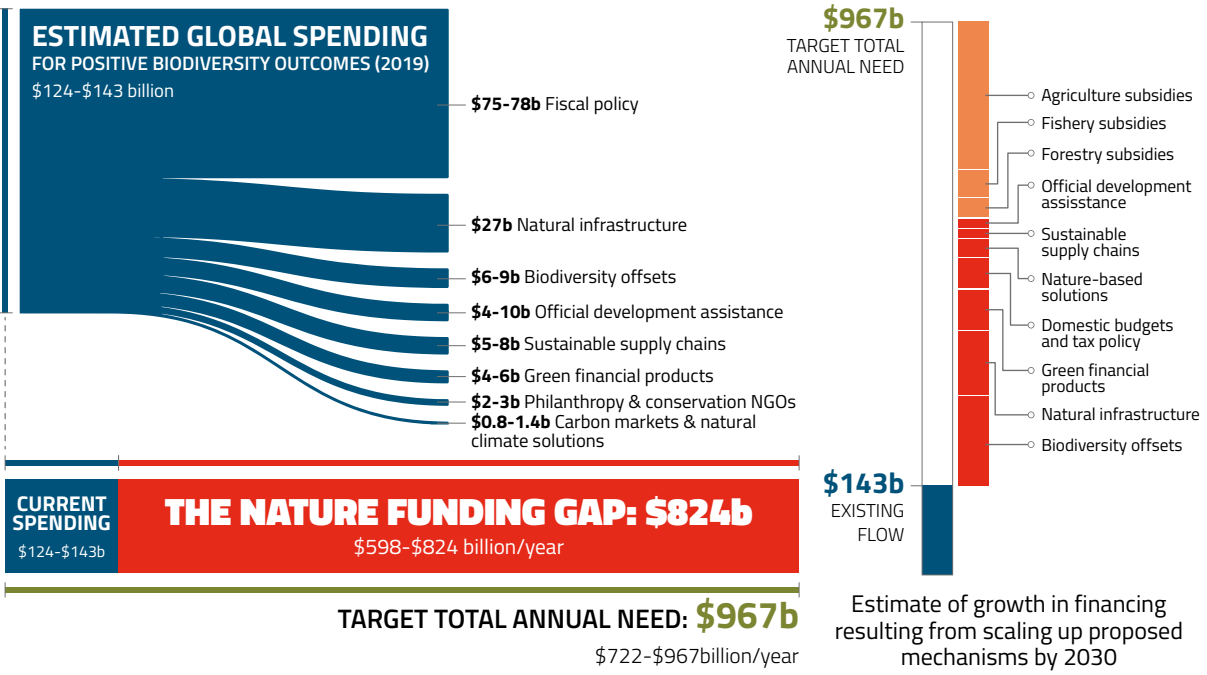 ESTIMATED GLOBAL SPENDING
FOR POSITIVE BIODIVERSITY OUTCOMES (2019)
$124-$143 billion
$75-78b Fiscal policy
$27b Natural infrastructure
$6-9b Biodiversity offsets
$4-10b Official development assistance
$5-8b Sustainable supply chains
$4-6b Green financial products
$2-3b Philanthropy & conservation NGOs
$0.8-1.4b Carbon markets & natural
climate solutions
CURRENT
SPENDING
$124-$143b
THE NATURE FUNDING GAP: $824b
$598-$824 billion/year
TARGET TOTAL ANNUAL NEED: $967b
$722-$967billion/year
$967b
TARGET TOTAL
ANNUAL NEED
Agriculture subsidies
Fishery subsidies
Forestry subsidies
Official development
assisstance
Sustainable
supply chains
Nature-based
solutions
Domestic budgets
and tax policy
Green financial
products
Natural infrastructure
Biodiversity offsets
$143b
EXISTING
FLOW
Estimate of growth in financing
resulting from scaling up proposed
mechanisms by 2030